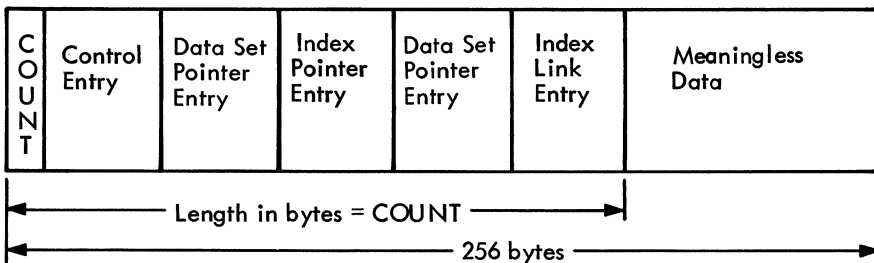 COUNT
Control
Entry
Data Set
Pointer
Entry
Index
Pointer
Entry
Data Set
Pointer
Entry
Index
Link
Entry
Meaningless
Data
Length in bytes = COUNT
256 bytes